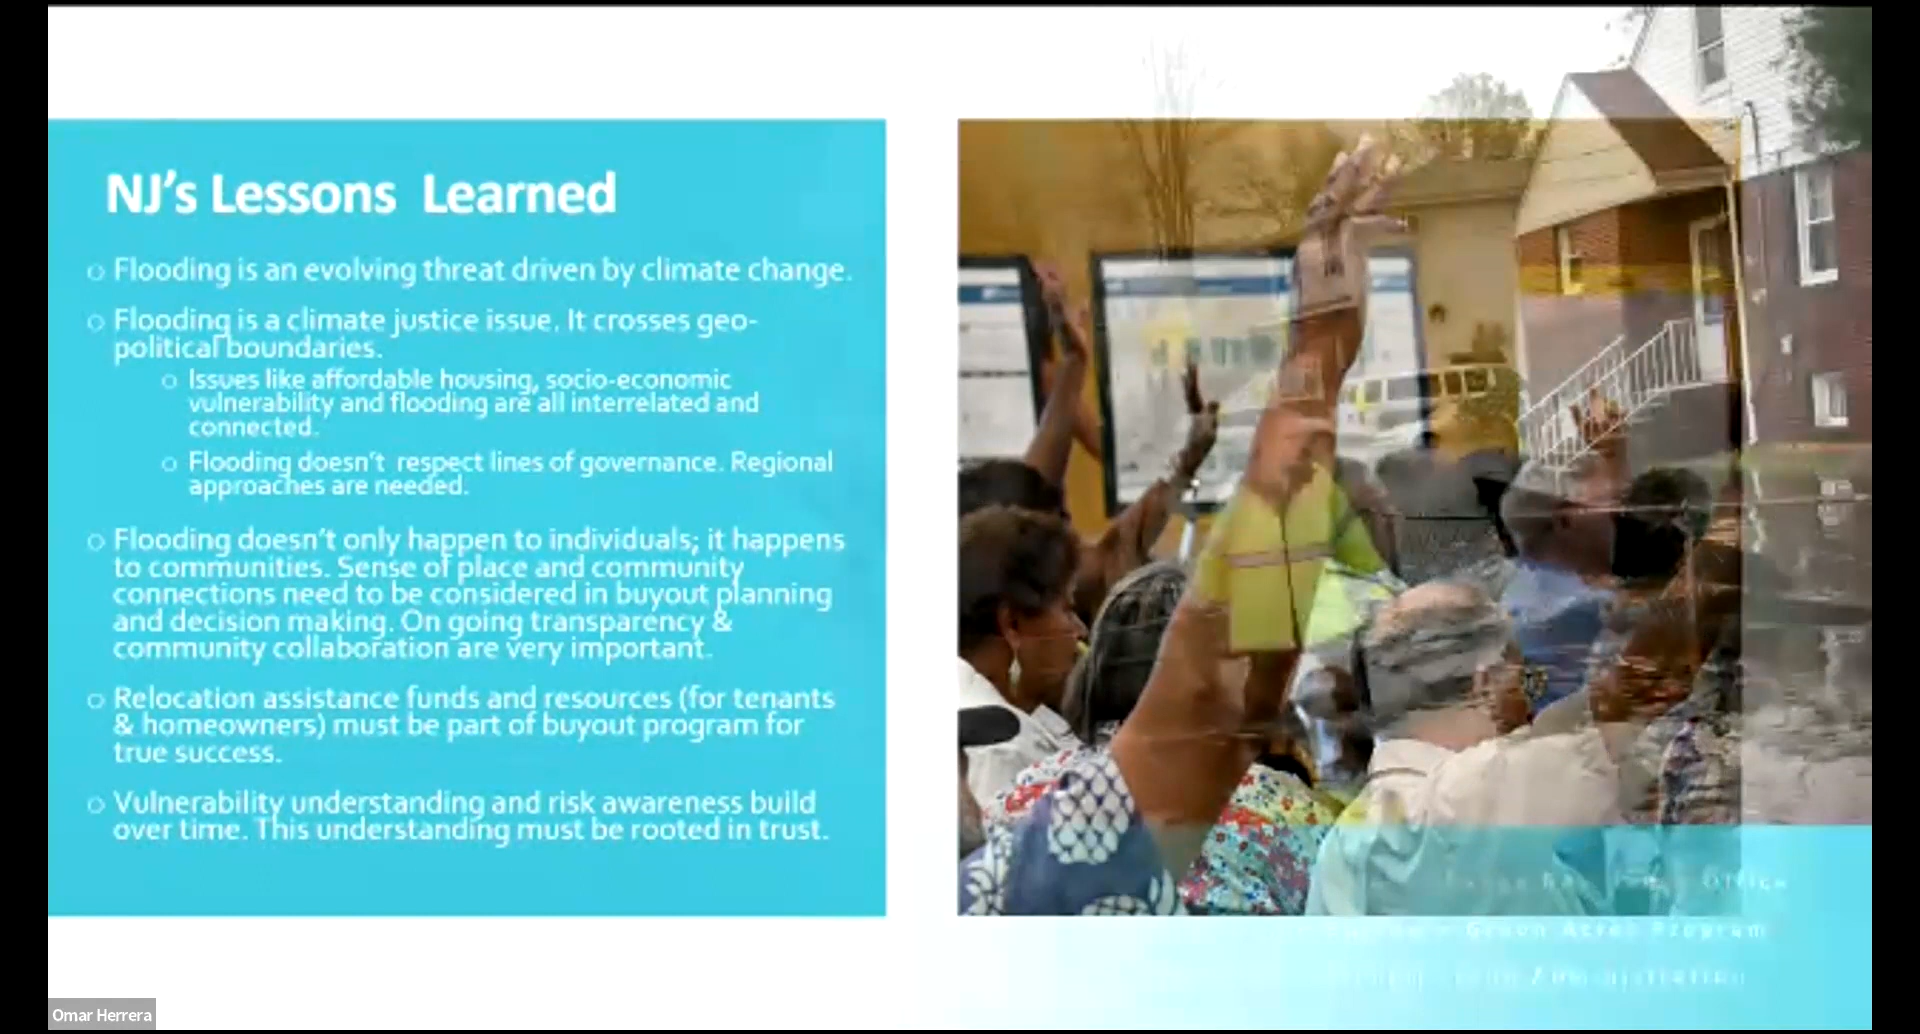 NJ's Lessons Learned
o Flooding is an evolving threat driven by climate change.
o Flooding is a climate justice issue. It crosses geo-
political boundaries.
o Issues like affordable housing, socio-economic
vulnerability and flooding are all interrelated and
connected.
o Flooding doesn't respect lines of governance. Regional
approaches are needed.
o Flooding doesn't only happen to individuals; it happens
to communities. Sense of place and community
connections need to be considered in buyout planning
and decision making. On going transparency &
community collaboration are very important.
o Relocation assistance funds and resources (for tenants
& homeowners) must be part of buyout program for
true success.
o Vulnerability understanding and risk awareness build
over time. This understanding must be rooted in trust.
Office
Green Acres Program
Administration
Omar Herrera